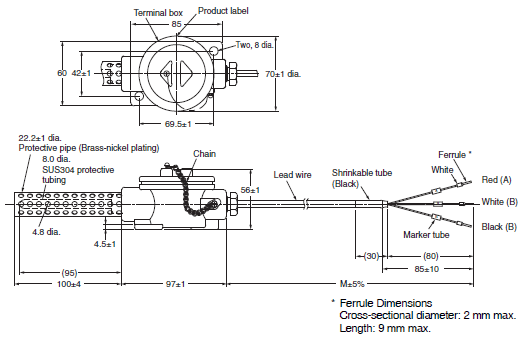 Terminal box
Product label
85
Two, 8 dia.
60
42±1
70±1 dia.
69.5±1
22.2±1 dia.
Protective pipe (Brass-nickel plating)
8.0 dia.
SUS304 protective
tubing
Chain
56±1
Lead wire
Shrinkable tube
(Black)
Ferrule *
White
Red (A)
White (B)
Black (B)
Marker tube
4.8 dia.
4.5±1
(95)
100±4
97±1
(30)
(80)
85±10
M±5%
* Ferrule Dimensions
Cross-sectional diameter: 2 mm max.
Length: 9 mm max.